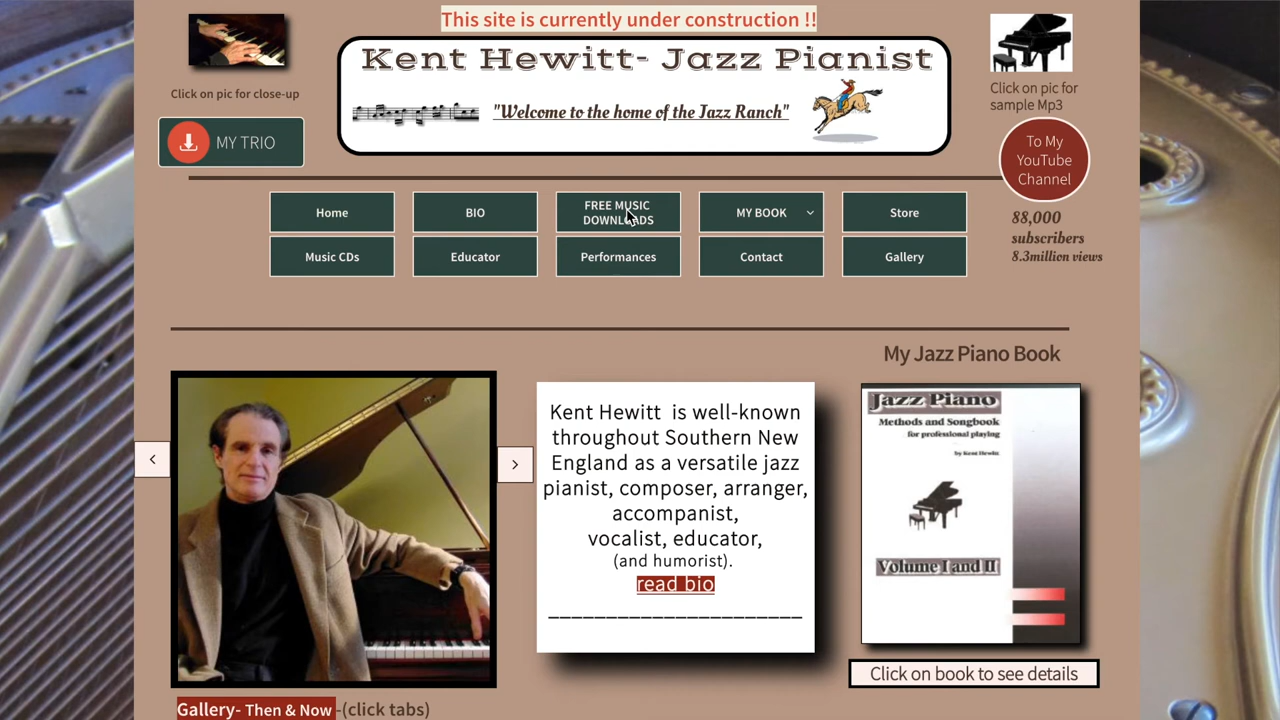 This site is currently under construction !!
Kent Hewitt- Jazz Pianist
"Welcome to the home of the Jazz Ranch"
Click on pic for close-up
MY TRIO
Click on pic for
sample Mp3
To My
YouTube
Channel
88,000
subscribers
8.3million views
Home
BIO
FREE MUSIC
DOWNLOADS
MY BOOK
Store
Music CDs
Educator
Performances
Contact
Gallery
My Jazz Piano Book
Kent Hewitt is well-known
throughout Southern New
England as a versatile jazz
pianist, composer, arranger,
accompanist,
vocalist, educator,
(and humorist).
read bio
______________________
Jazz Piano
Methods and Songbook
for professional playing
by Kent Hewitt
Volume I and II
Click on book to see details
Gallery- Then & Now -(click tabs)